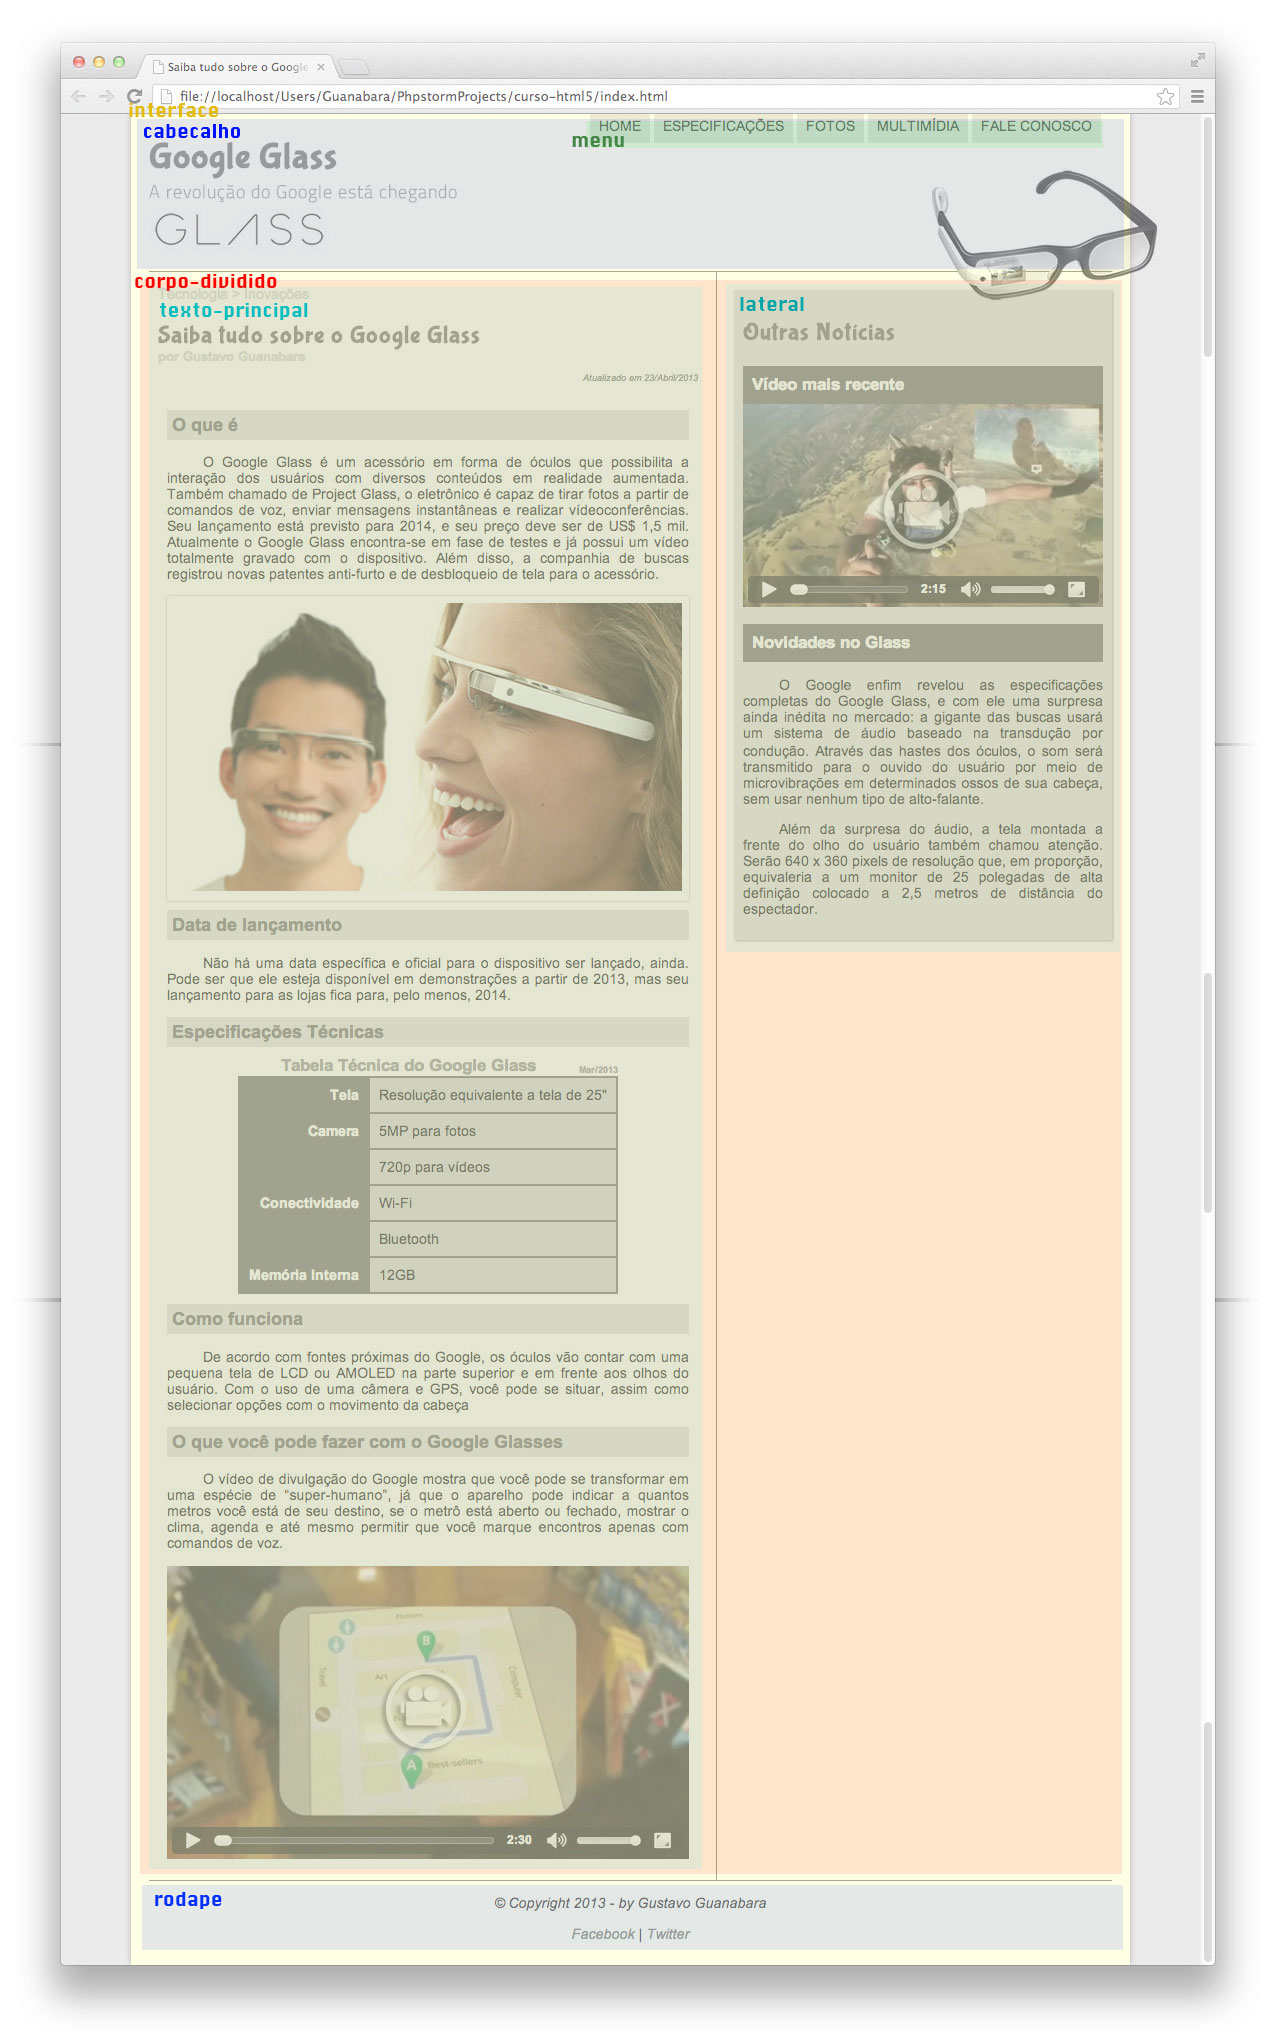 Saiba tudo sobre o Google
file://localhost/Users/Guanabara/PhpstormProjects/curso-html5/index.html
interface
cabecalho
HOME ESPECIFICAÇÕES FOTOS MULTIMÍDIA FALE CONOSCO
menu
Google Glass
A revolução do Google está chegando
GLASS
corpo-dividido
Tecnologia > Inovações
texto-principal
Saiba tudo sobre o Google Glass
por Gustavo Guanabara
Atualizado em 23/Abril/2013
O que é
O Google Glass é um acessório em forma de óculos que possibilita a
interação dos usuários com diversos conteúdos em realidade aumentada.
Também chamado de Project Glass, o eletrônico é capaz de tirar fotos a partir de
comandos de voz, enviar mensagens instantâneas e realizar vídeoconferências.
Seu lançamento está previsto para 2014, e seu preço deve ser de US$ 1,5 mil.
Atualmente o Google Glass encontra-se em fase de testes e já possui um vídeo
totalmente gravado com o dispositivo. Além disso, a companhia de buscas
registrou novas patentes anti-furto e de desbloqueio de tela para o acessório.
Data de lançamento
Não há uma data específica e oficial para o dispositivo ser lançado, ainda.
Pode ser que ele esteja disponível em demonstrações a partir de 2013, mas seu
lançamento para as lojas fica para, pelo menos, 2014.
Especificações Técnicas
Tabela Técnica do Google Glass Mar/2013
Tela Resolução equivalente a tela de 25"
Camera 5MP para fotos
720p para vídeos
Conectividade Wi-Fi
Bluetooth
Memória Interna 12GB
Como funciona
De acordo com fontes próximas do Google, os óculos vão contar com uma
pequena tela de LCD ou AMOLED na parte superior e em frente aos olhos do
usuário. Com o uso de uma câmera e GPS, você pode se situar, assim como
selecionar opções com o movimento da cabeça
O que você pode fazer com o Google Glasses
O vídeo de divulgação do Google mostra que você pode se transformar em
uma espécie de “super-humano”, já que o aparelho pode indicar a quantos
metros você está de seu destino, se o metrô está aberto ou fechado, mostrar o
clima, agenda e até mesmo permitir que você marque encontros apenas com
comandos de voz.
Fiction
B
Travel
Art
Computer
Non-fiction
A
Best-sellers
2:30
lateral
Outras Notícias
Vídeo mais recente
2:15
Novidades no Glass
O Google enfim revelou as especificações
completas do Google Glass, e com ele uma surpresa
ainda inédita no mercado: a gigante das buscas usará
um sistema de áudio baseado na transdução por
condução. Através das hastes dos óculos, o som será
transmitido para o ouvido do usuário por meio de
microvibrações em determinados ossos de sua cabeça,
sem usar nenhum tipo de alto-falante.
Além da surpresa do áudio, a tela montada a
frente do olho do usuário também chamou atenção.
Serão 640 x 360 pixels de resolução que, em proporção,
equivaleria a um monitor de 25 polegadas de alta
definição colocado a 2,5 metros de distância do
espectador.
rodape
© Copyright 2013 - by Gustavo Guanabara
Facebook | Twitter